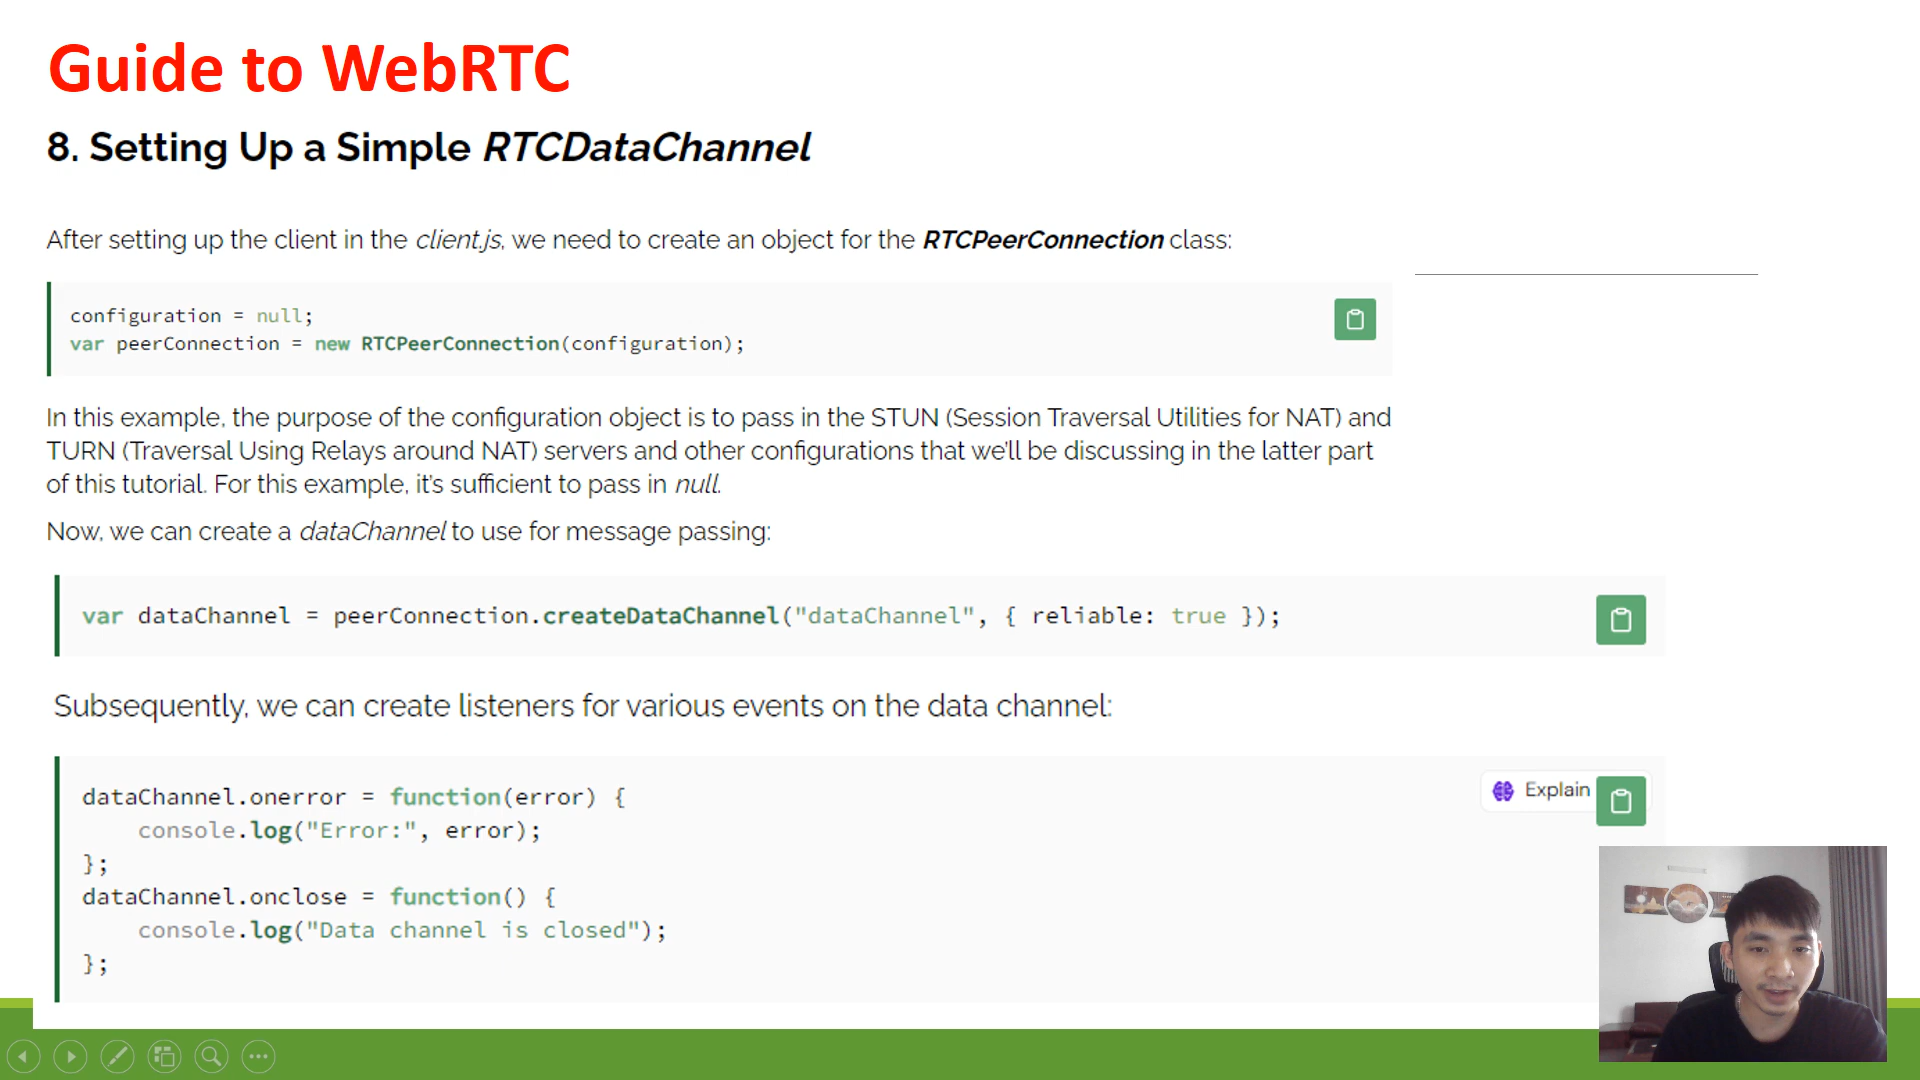 Guide to WebRTC
8. Setting Up a Simple RTCDataChannel
After setting up the client in the client.js, we need to create an object for the RTCPeerConnection class:
configuration = null;
var peerConnection = new RTCPeerConnection(configuration);
In this example, the purpose of the configuration object is to pass in the STUN (Session Traversal Utilities for NAT) and
TURN (Traversal Using Relays around NAT) servers and other configurations that we'll be discussing in the latter part
of this tutorial. For this example, it's sufficient to pass in null.
Now, we can create a dataChannel to use for message passing:
var dataChannel = peerConnection.createDataChannel("dataChannel", { reliable: true });
Subsequently, we can create listeners for various events on the data channel:
Explain
dataChannel.onerror = function(error) {
    console.log("Error:", error);
};
dataChannel.onclose = function() {
    console.log("Data channel is closed");
};